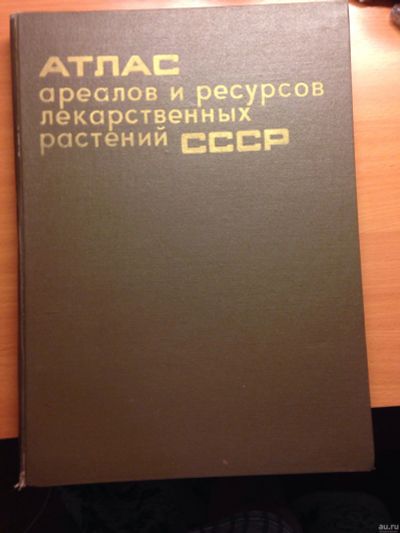 АТЛАС
ареалов и ресурсов
лекарственных
растений СССР
au.ru